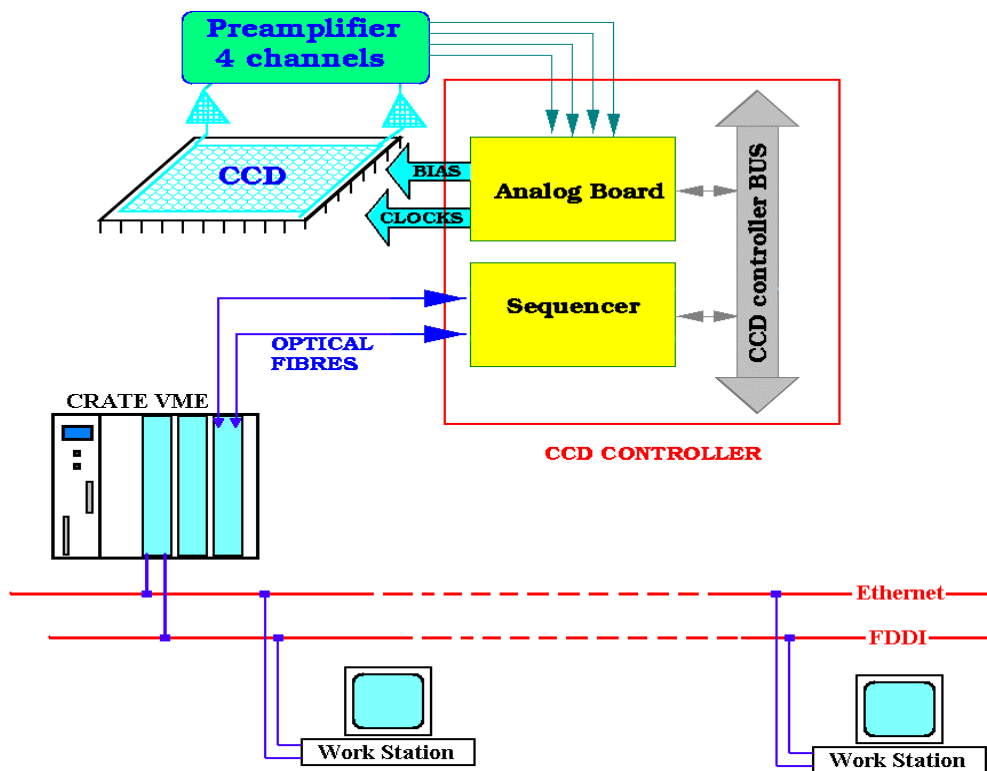 Preamplifier
4 channels
CCD
BIAS
CLOCKS
Analog Board
CCD controller BUS
Sequencer
OPTICAL
FIBRES
CRATE VME
CCD CONTROLLER
Ethernet
FDDI
Work Station
Work Station